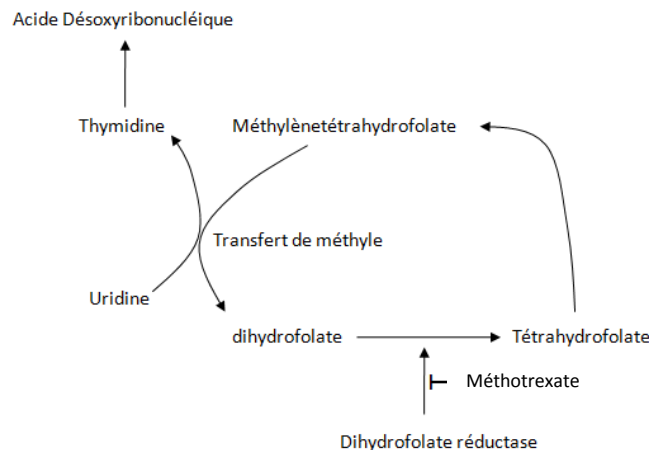 Acide Désoxyribonucléique
Thymidine
Méthylènetétrahydrofolate
Transfert de méthyle
Uridine
dihydrofolate
Tétrahydrofolate
Méthotrexate
Dihydrofolate réductase